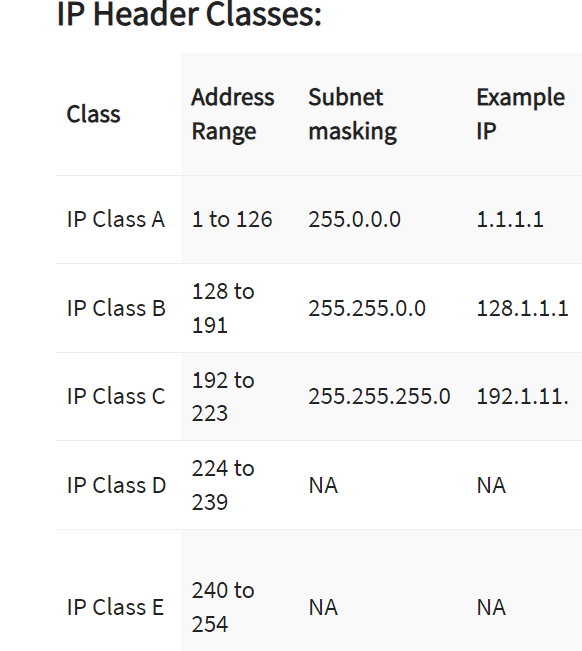 IP Header Classes:
Class
Address
Range
Subnet
masking
Example
IP
IP Class A
1 to 126
255.0.0.0
1.1.1.1
IP Class B
128 to
191
255.255.0.0
128.1.1.1
IP Class C
192 to
223
255.255.255.0
192.1.11.
IP Class D
224 to
239
NA
NA
IP Class E
240 to
254
NA
NA